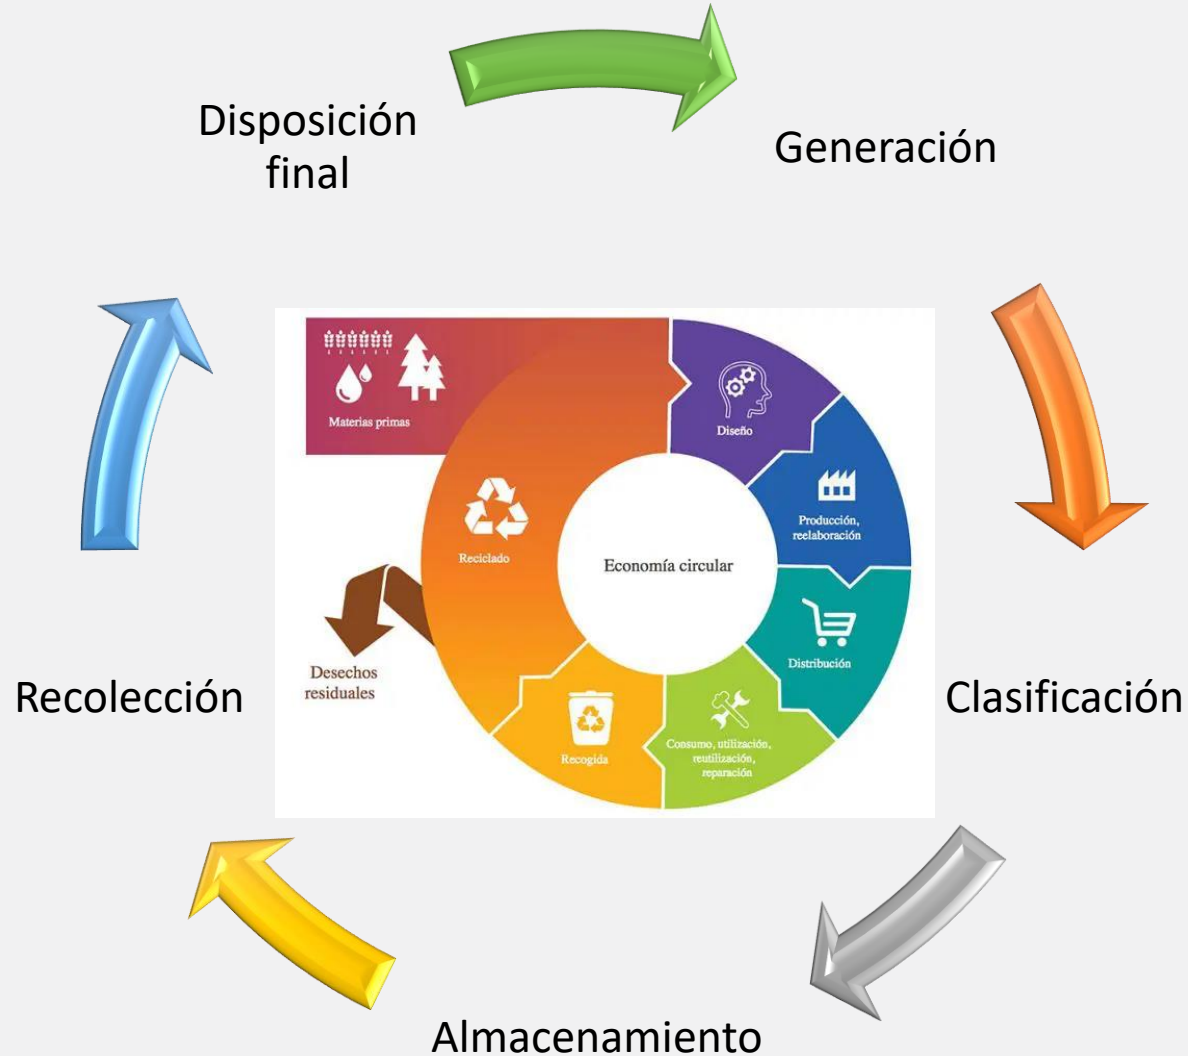 Disposición
final
Generación
Materias primas
Diseño
Producción,
reelaboración
Reciclado
Economía circular
Distribución
Desechos
residuales
Recolección
Clasificación
Consumo, utilización,
reutilización,
reparación
Recogida
Almacenamiento